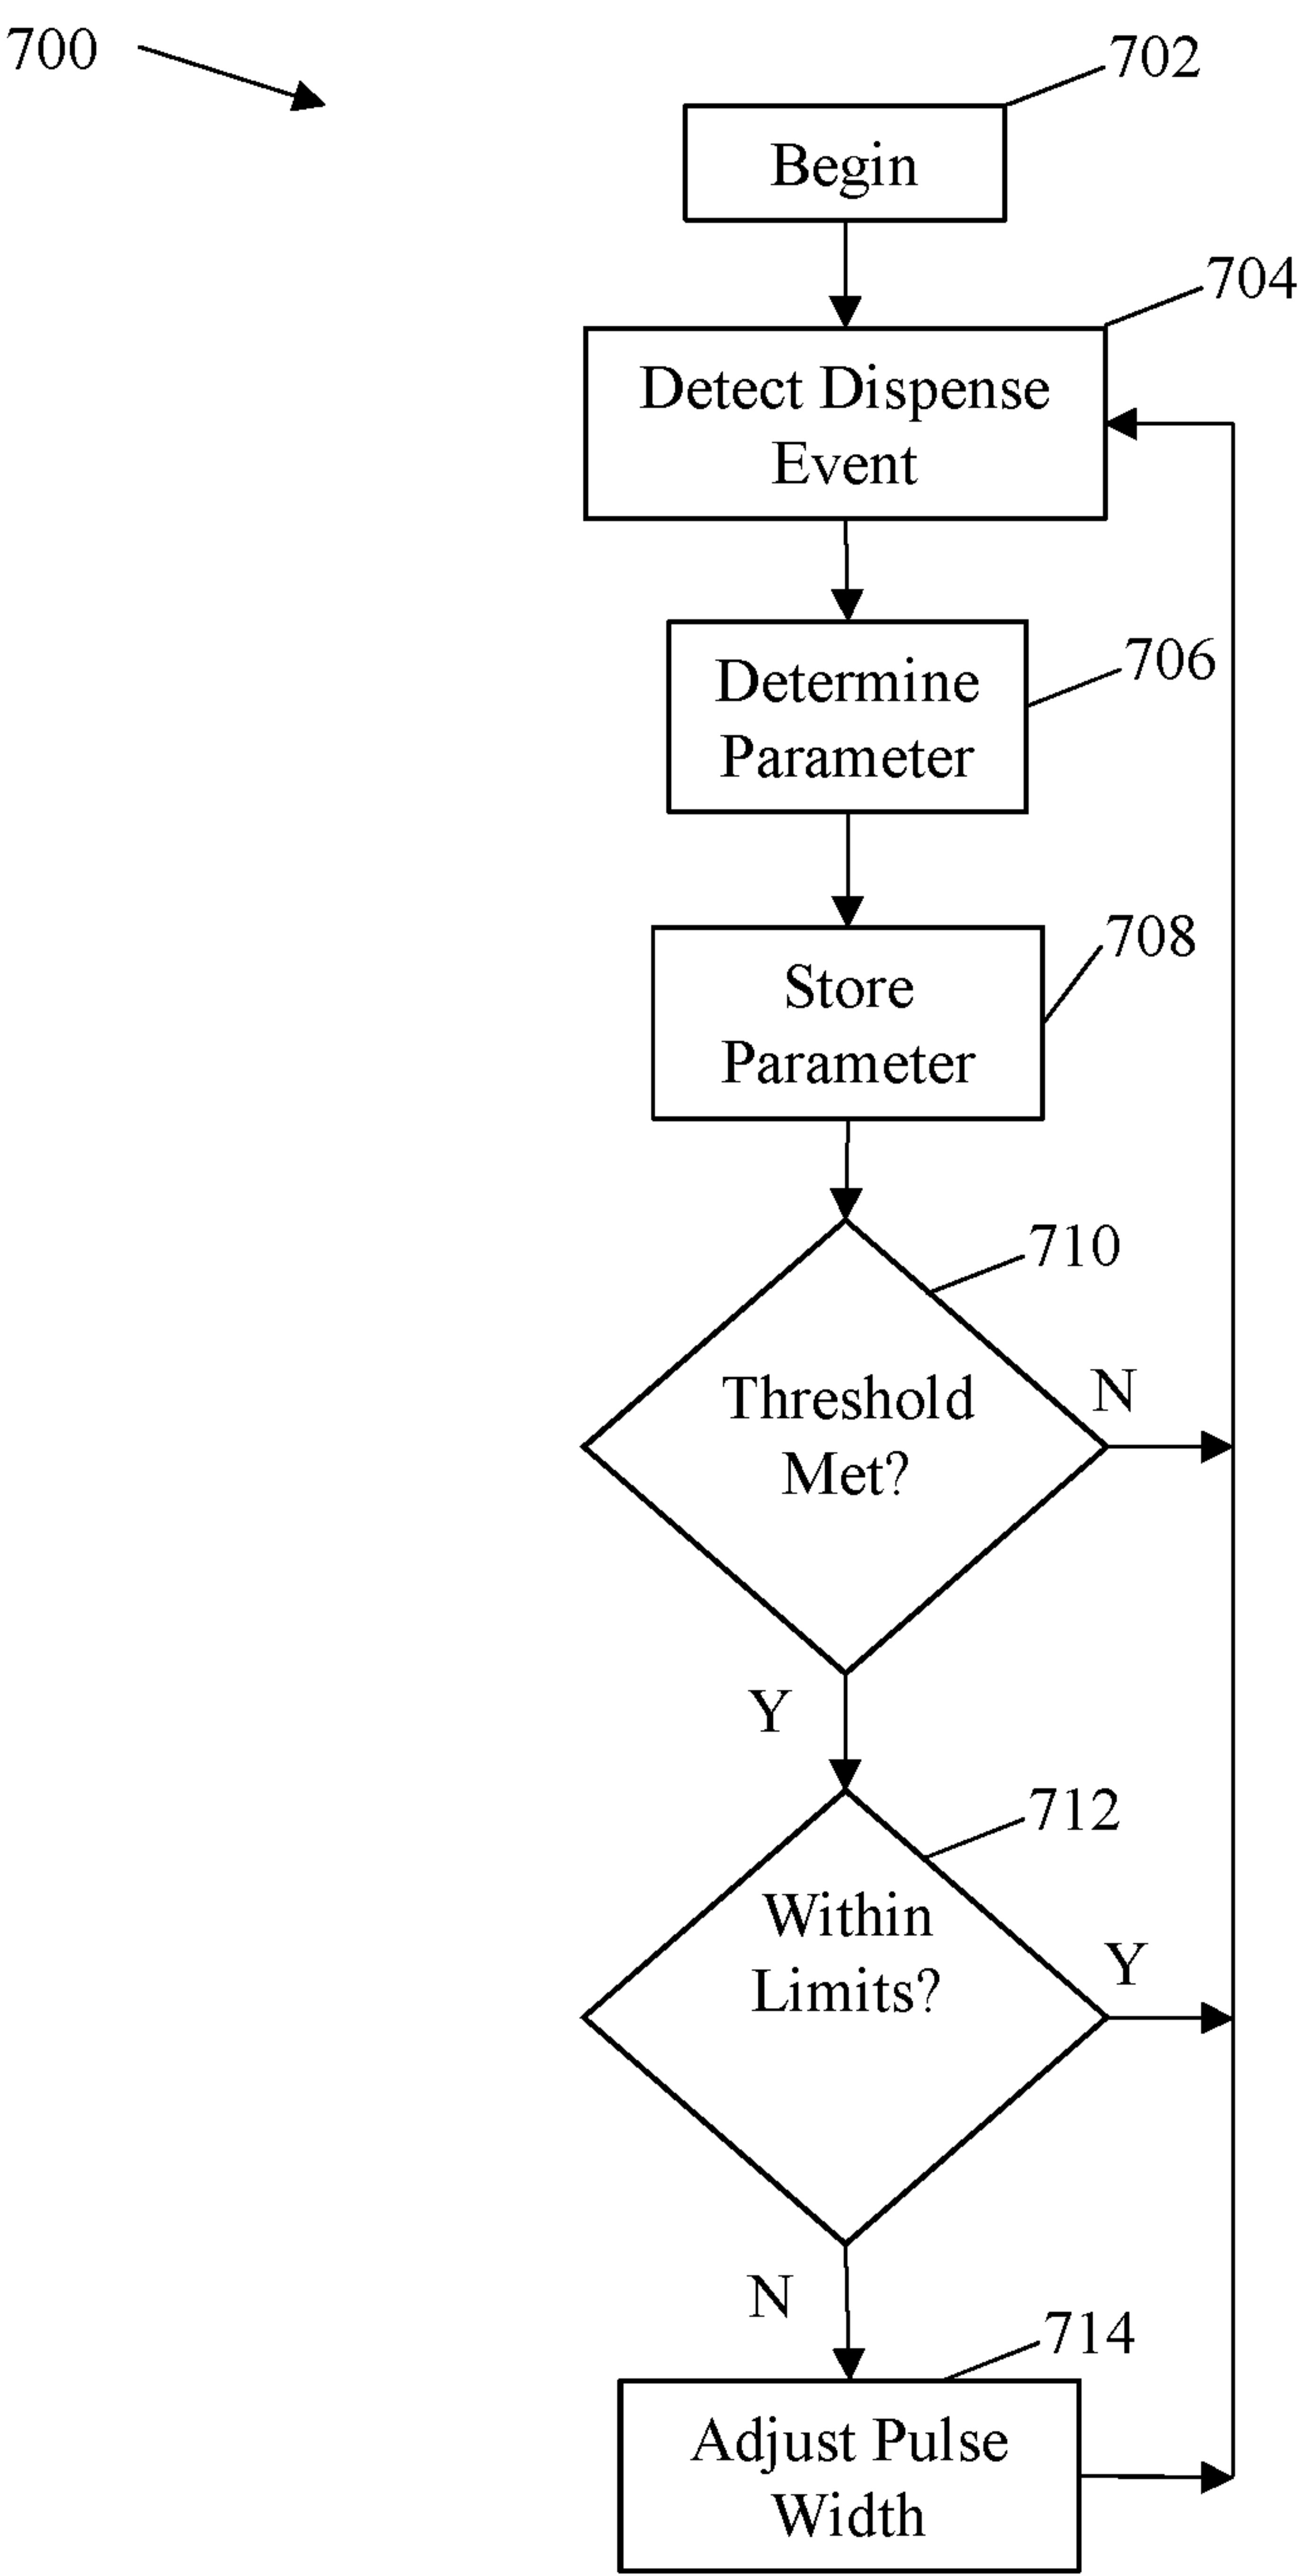 700
702
Begin
704
Detect Dispense
Event
706
Determine
Parameter
708
Store
Parameter
710
Threshold
Met?
N
Y
712
Within
Limits?
Y
N
714
Adjust Pulse
Width